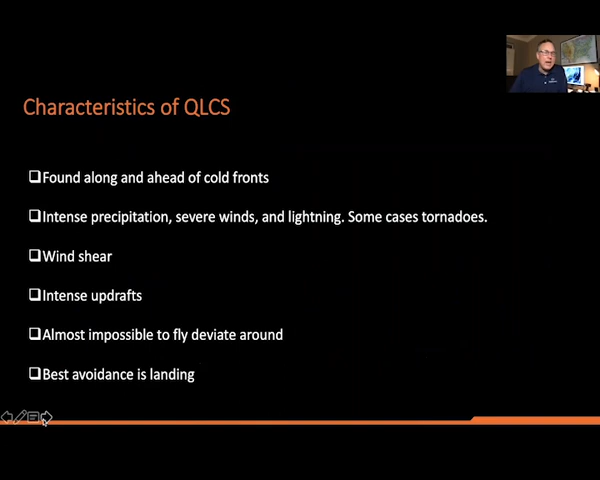 Characteristics of QLCS
Found along and ahead of cold fronts
Intense precipitation, severe winds, and lightning. Some cases tornadoes.
Wind shear
Intense updrafts
Almost impossible to fly deviate around
Best avoidance is landing